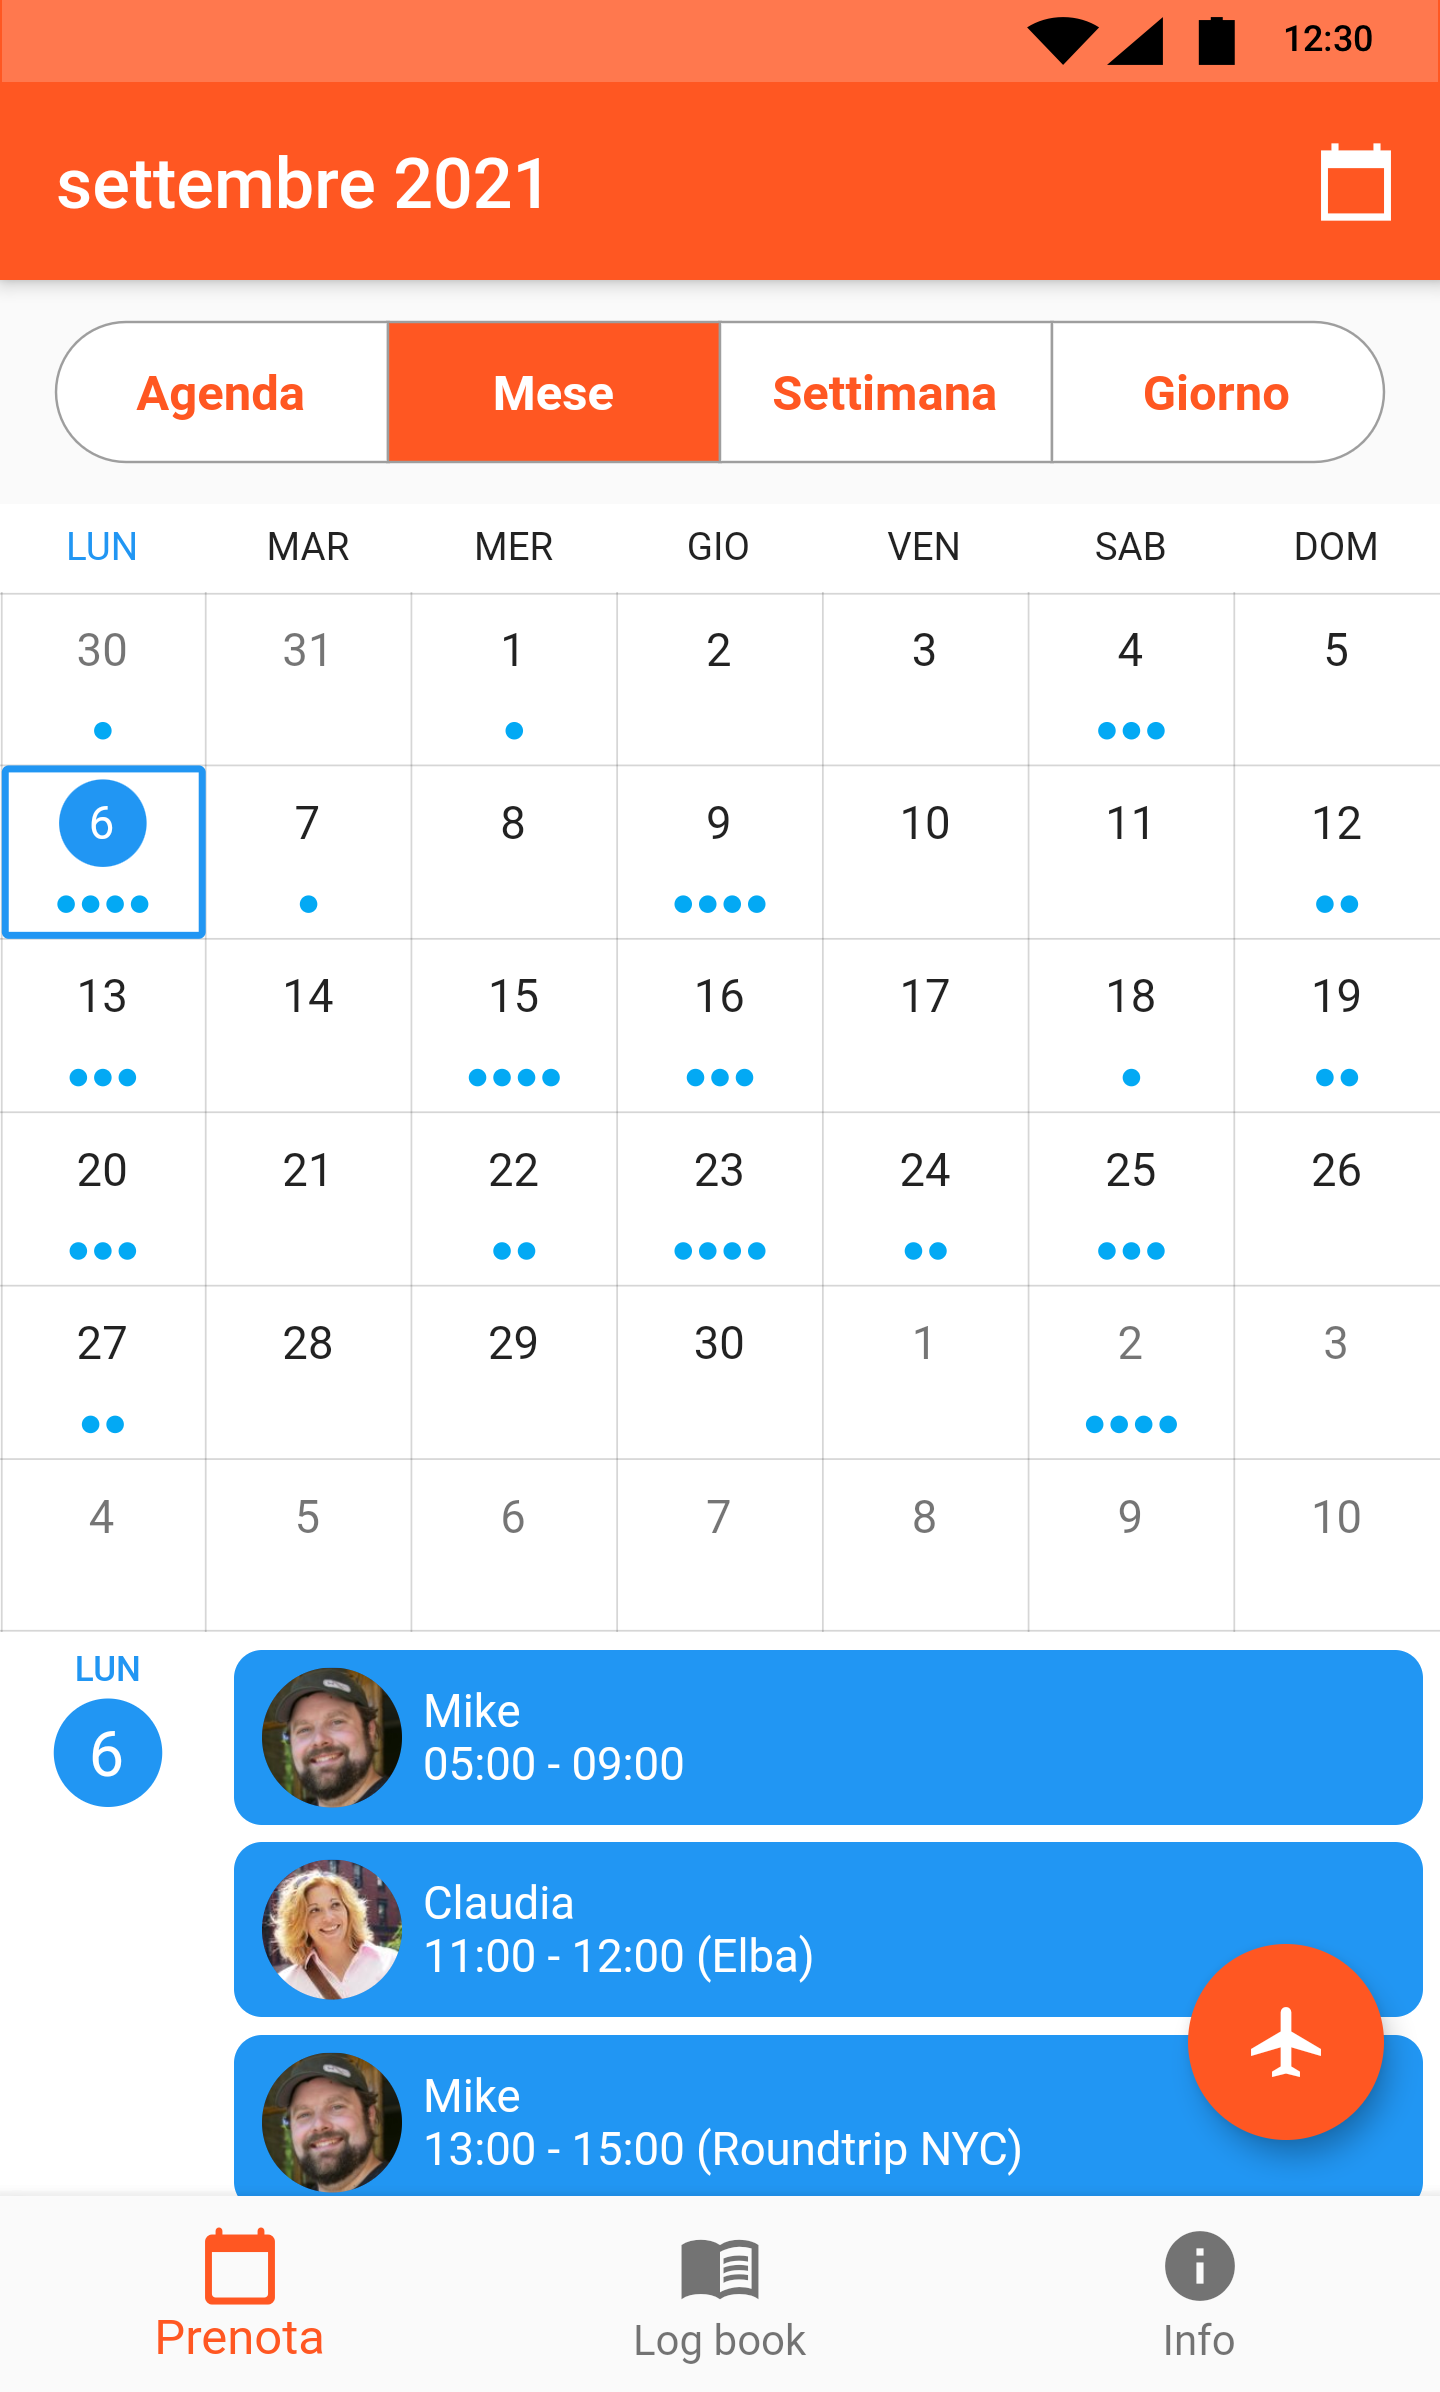 12:30
settembre 2021
Agenda Mese Settimana Giorno
LUN MAR MER GIO VEN SAB DOM
30 31 1 2 3 4 5
6 7 8 9 10 11 12
13 14 15 16 17 18 19
20 21 22 23 24 25 26
27 28 29 30 1 2 3
4 5 6 7 8 9 10
LUN
6
Mike
05:00 - 09:00
Claudia
11:00 - 12:00 (Elba)
Mike
13:00 - 15:00 (Roundtrip NYC)
Prenota Log book Info